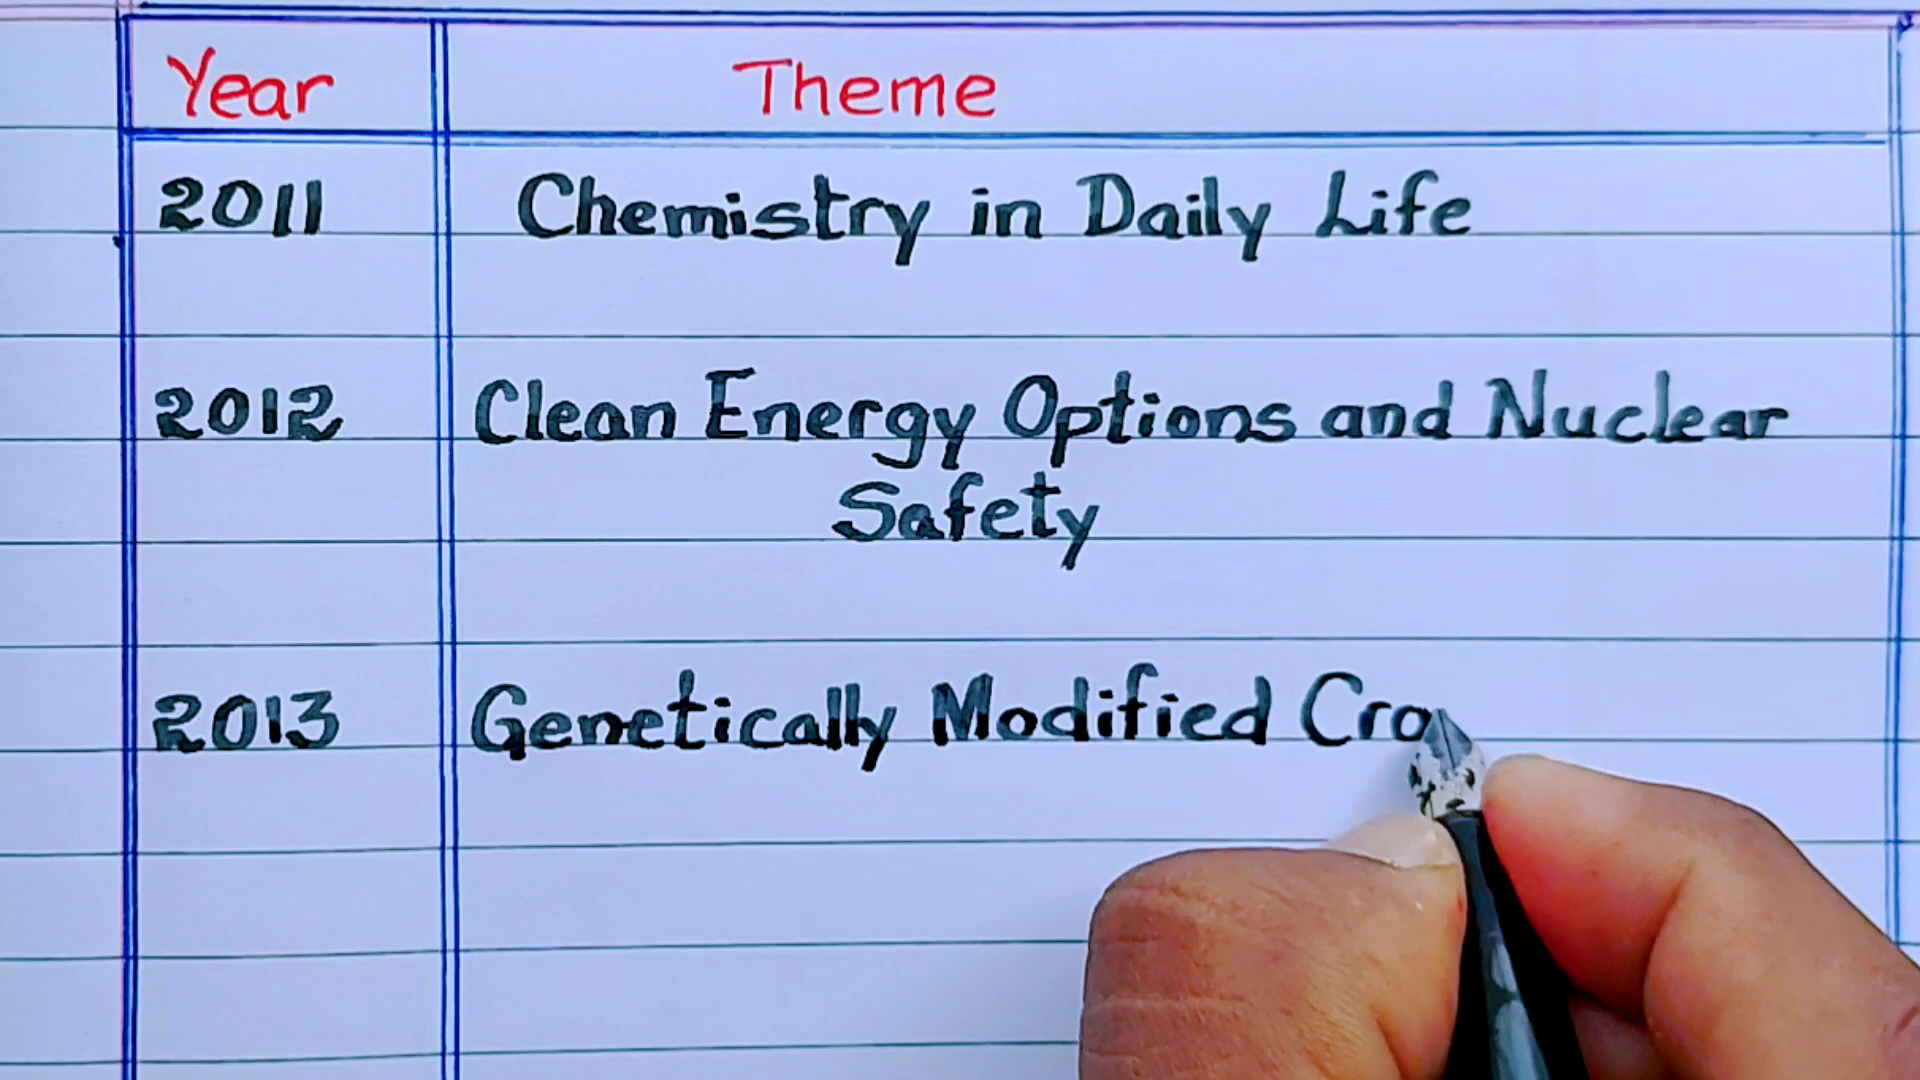 Year Theme
2011 Chemistry in Daily Life
2012 Clean Energy Options and Nuclear
Safety
2013 Genetically Modified Cro